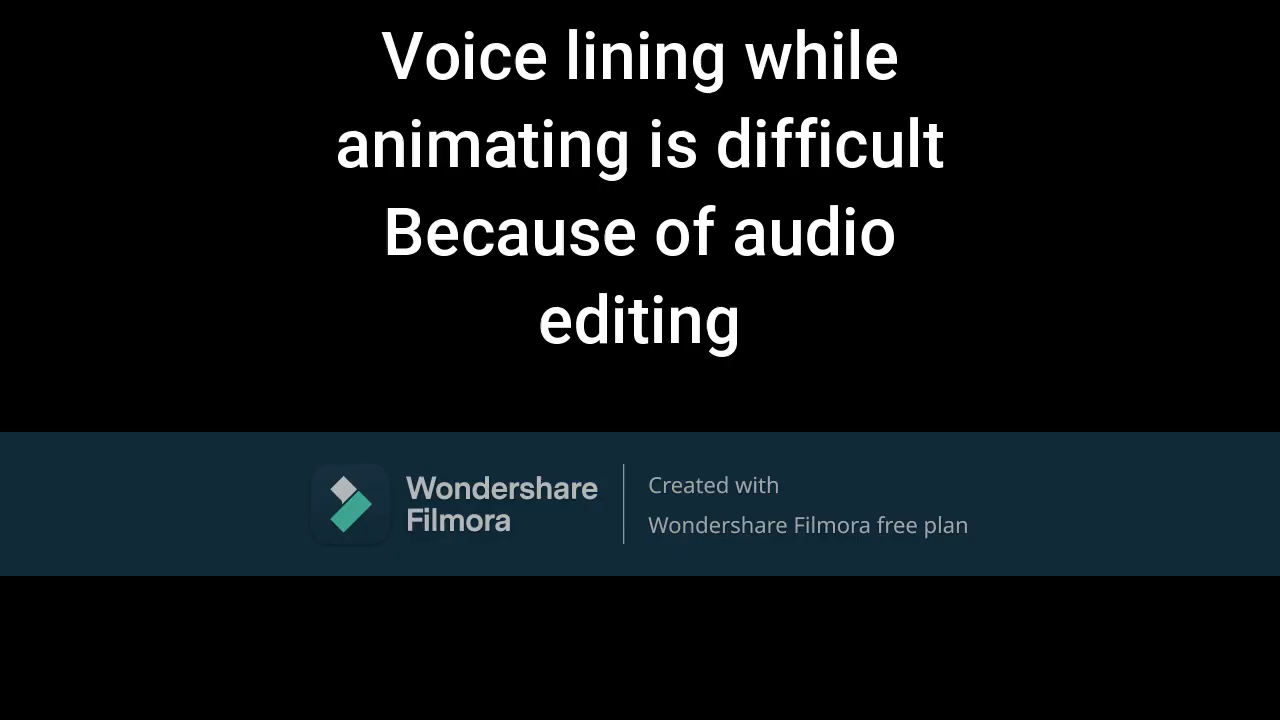 Voice lining while
animating is difficult
Because of audio
editing
Wondershare
Filmora
Created with
Wondershare Filmora free plan